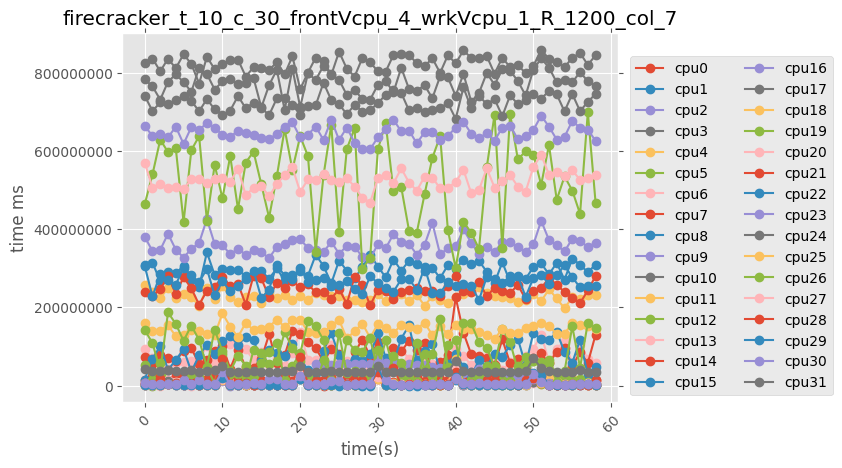 firecracker_t_10_c_30_frontVcpu_4_wrkVcpu_1_R_1200_col_7
800000000
600000000
400000000
200000000
0
time ms
0
10
20
30
40
50
60
time(s)
cpu0
cpu1
cpu2
cpu3
cpu4
cpu5
cpu6
cpu7
cpu8
cpu9
cpu10
cpu11
cpu12
cpu13
cpu14
cpu15
cpu16
cpu17
cpu18
cpu19
cpu20
cpu21
cpu22
cpu23
cpu24
cpu25
cpu26
cpu27
cpu28
cpu29
cpu30
cpu31